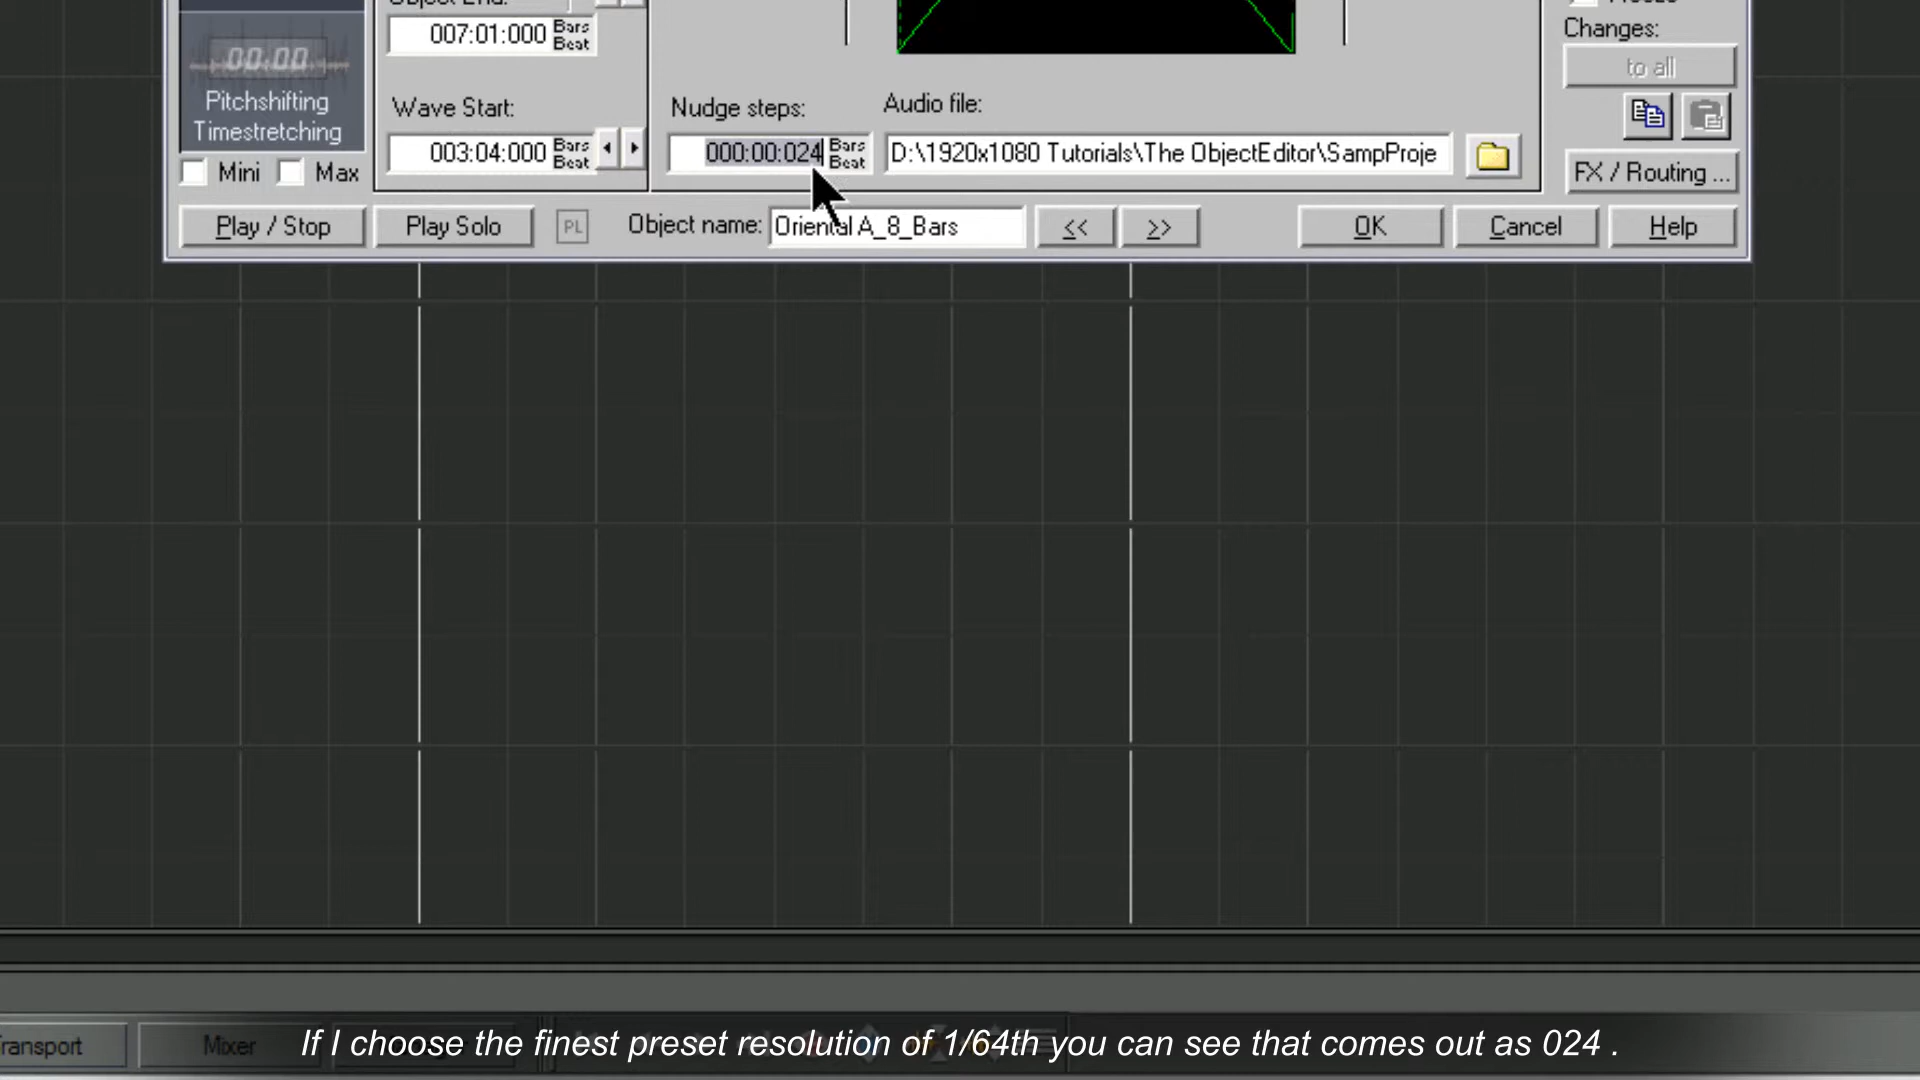 Object End:
007:01:000 Bars Beat
Changes:
to all
00:00
Pitchshifting
Timestretching
Wave Start:
003:04:000 Bars Beat
Nudge steps:
000:00:024 Bars Beat
Audio file:
D:\1920x1080 Tutorials\The ObjectEditor\SampProje
Mini Max
FX / Routing ...
Play / Stop Play Solo PL Object name: Oriental A_8_Bars << >> OK Cancel Help
ransport Mixer
If I choose the finest preset resolution of 1/64th you can see that comes out as 024 .